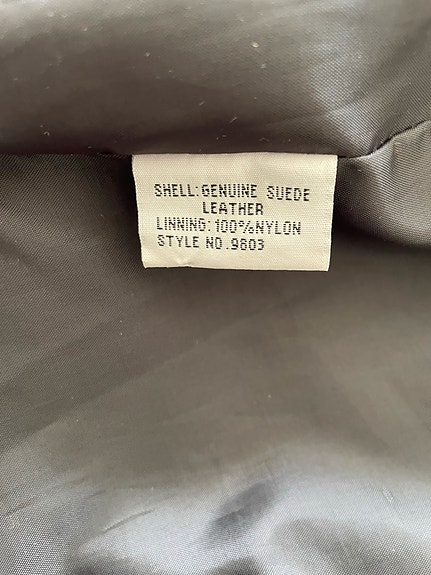 SHELL:GENUINE SUEDE
LEATHER
LINNING:100%NYLON
STYLE NO.9803